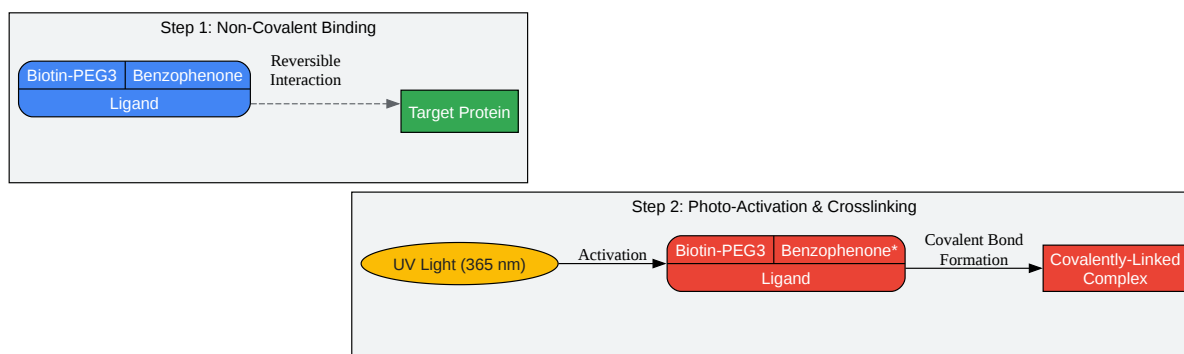 Step 1: Non-Covalent Binding
Biotin-PEG3
Benzophenone
Ligand
Reversible
Interaction
Target Protein
Step 2: Photo-Activation & Crosslinking
UV Light (365 nm)
Activation
Biotin-PEG3
Benzophenone*
Ligand
Covalent Bond
Formation
Covalently-Linked
Complex